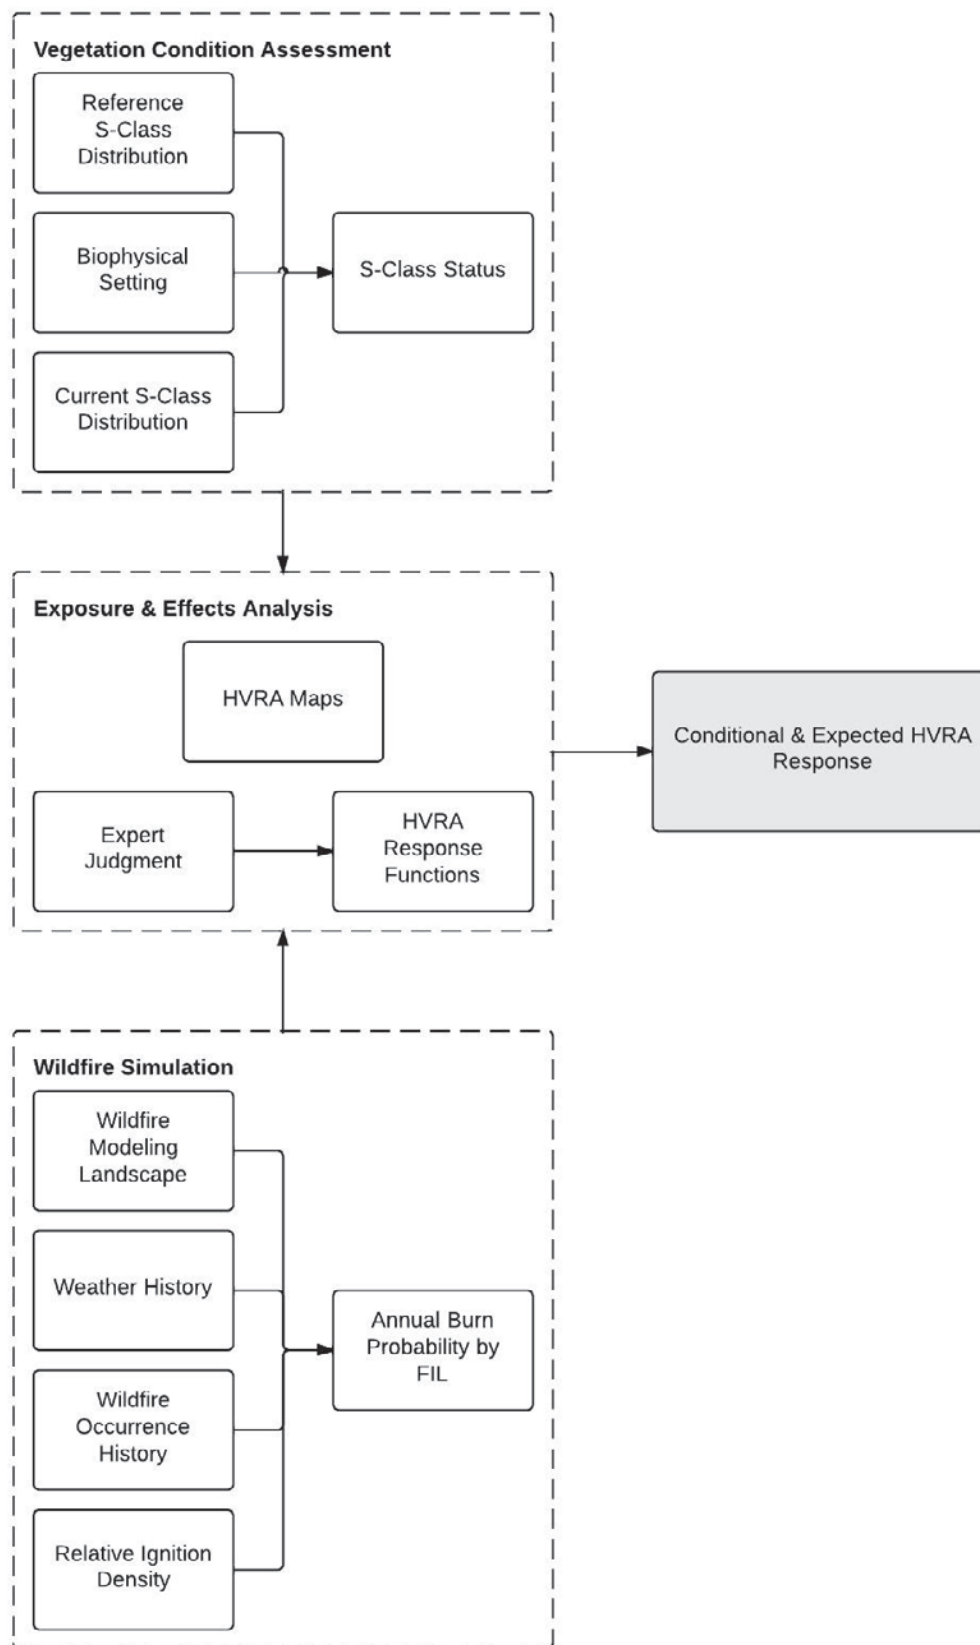 Vegetation Condition Assessment
Reference
S-Class
Distribution
Biophysical
Setting
S-Class Status
Current S-Class
Distribution
Exposure & Effects Analysis
HVRA Maps
Expert
Judgment
HVRA
Response
Functions
Conditional & Expected HVRA
Response
Wildfire Simulation
Wildfire
Modeling
Landscape
Weather History
Annual Burn
Probability by
FIL
Wildfire
Occurrence
History
Relative Ignition
Density